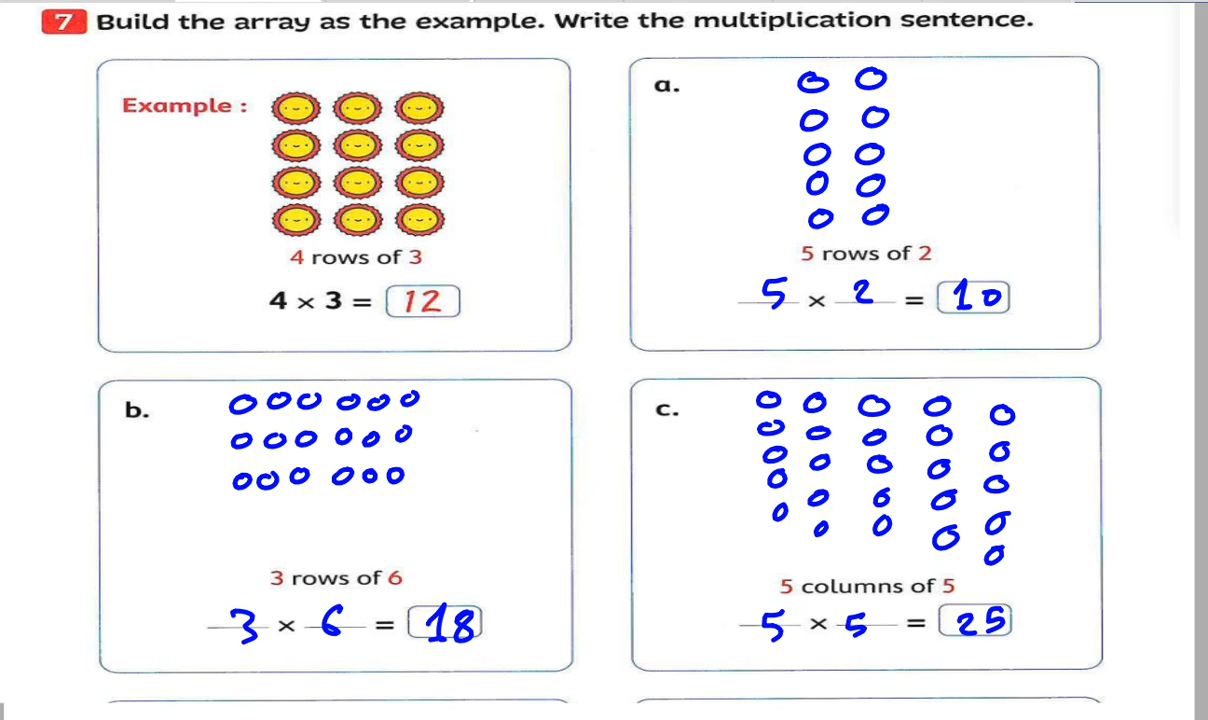 7 Build the array as the example. Write the multiplication sentence.
Example :
4 rows of 3
4 × 3 = 12
a.
5 rows of 2
5 × 2 = 10
b.
3 rows of 6
3 × 6 = 18
c.
5 columns of 5
5 × 5 = 25